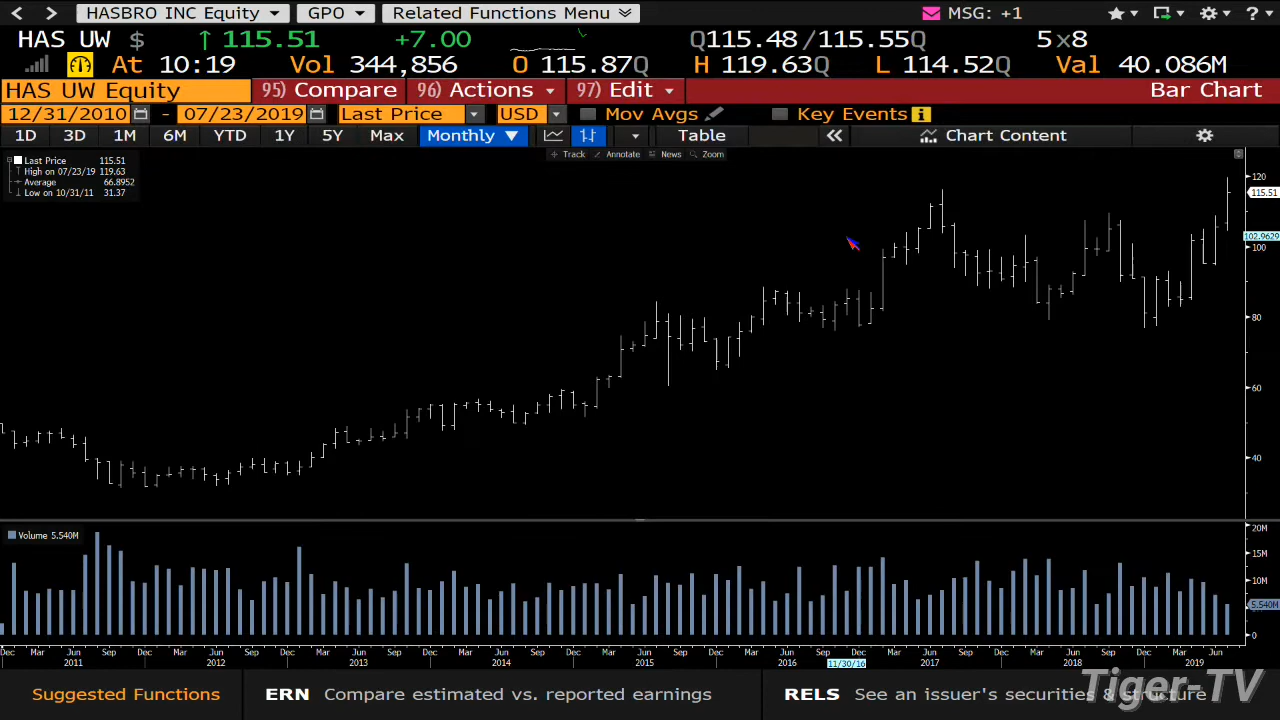 HASBRO INC Equity GPO Related Functions Menu MSG: +1
HAS UW $ ↑ 115.51 +7.00 Q115.48/115.55Q 5×8
At 10:19 Vol 344,856 O 115.87Q H 119.63Q L 114.52Q Val 40.086M
HAS UW Equity 95) Compare 96) Actions 97) Edit Bar Chart
12/31/2010 - 07/23/2019 Last Price USD Mov Avgs Key Events
1D 3D 1M 6M YTD 1Y 5Y Max Monthly ▼ Table « Chart Content
Track Annotate News Zoom
Last Price 115.51
High on 07/23/19 119.63
Average 66.8952
Low on 10/31/11 31.37
120
115.51
102.9629
100
80
60
40
Volume 5.540M
20M
15M
10M
5.540M
0
Dec Mar Jun Sep Dec Mar Jun Sep Dec Mar Jun Sep Dec Mar Jun Sep Dec Mar Jun Sep Dec Mar Jun Sep Dec Mar Jun Sep Dec Mar Jun Sep Dec Mar Jun
2011 2012 2013 2014 2015 2016 11/30/16 2017 2018 2019
Suggested Functions ERN Compare estimated vs. reported earnings RELS See an issuer's securities & structure
Tiger-TV